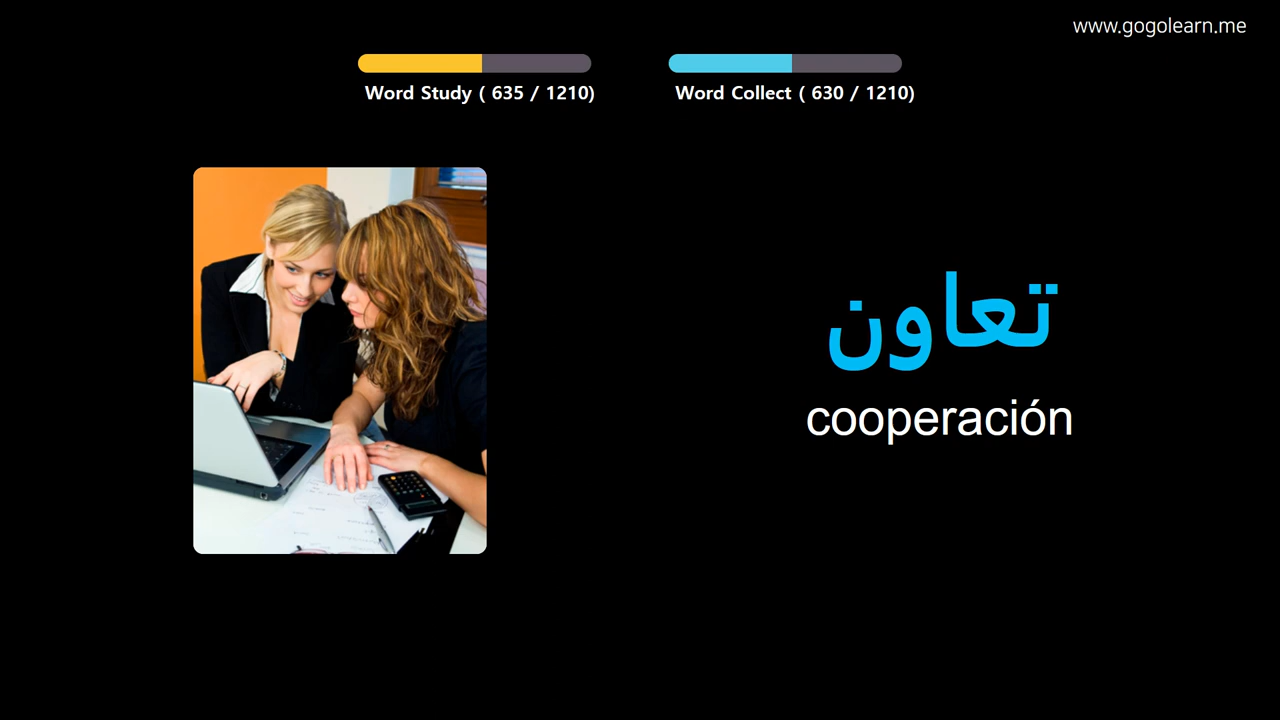 www.gogolearn.me
Word Study ( 635 / 1210)
Word Collect ( 630 / 1210)
تعاون
cooperación